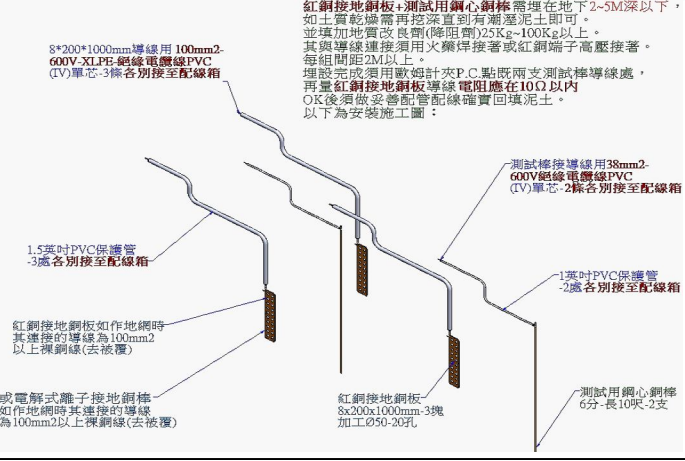 紅銅接地銅板+測試用銅心銅棒需埋在地下2~5M深以下，
如土質乾燥需再挖深直到有潮溼泥土即可。
並填加地質改良劑(降阻劑)25Kg~100Kg以上。
其與導線連接須用火藥焊接著或紅銅端子高壓接著。
每組間距2M以上。
埋設完成須用歐姆計夾P.C.點既兩支測試棒導線處，
再量紅銅接地銅板導線電阻應在10Ω以內
OK後須做妥善配管配線確實回填泥土。
以下為安裝施工圖：
8*200*1000mm導線用100mm2-
600V-XLPE-絕緣電纜線PVC
(IV)單芯-3條各別接至配線箱
測試棒接導線用38mm2-
600V絕緣電纜線PVC
(IV)單芯-2條各別接至配線箱
1.5英吋PVC保護管
-3處各別接至配線箱
1英吋PVC保護管
-2處各別接至配線箱
紅銅接地銅板如作地網時
其連接的導線為100mm2
以上裸銅線(去被覆)
或電解式離子接地銅棒
如作地網時其連接的導線
為100mm2以上裸銅線(去被覆)
紅銅接地銅板
8x200x1000mm-3塊
加工Ø50-20孔
測試用鋼心銅棒
6分-長10呎-2支